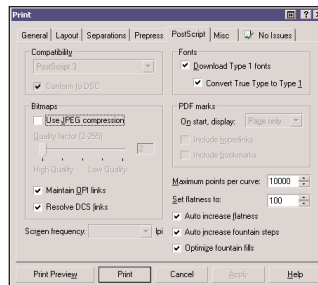 Print
General Layout Separations Prepress PostScript Misc No Issues
Compatibility
PostScript 3
Conform to DSC
Bitmaps
Use JPEG compression
Quality factor (2-255)
2
High Quality Low Quality
Maintain OPI links
Resolve DCS links
Screen frequency: lpi
Fonts
Download Type 1 fonts
Convert True Type to Type 1
PDF marks
On start, display: Page only
Include hyperlinks
Include bookmarks
Maximum points per curve: 10000
Set flatness to: 100
Auto increase flatness
Auto increase fountain steps
Optimize fountain fills
Print Preview Print Cancel Apply Help